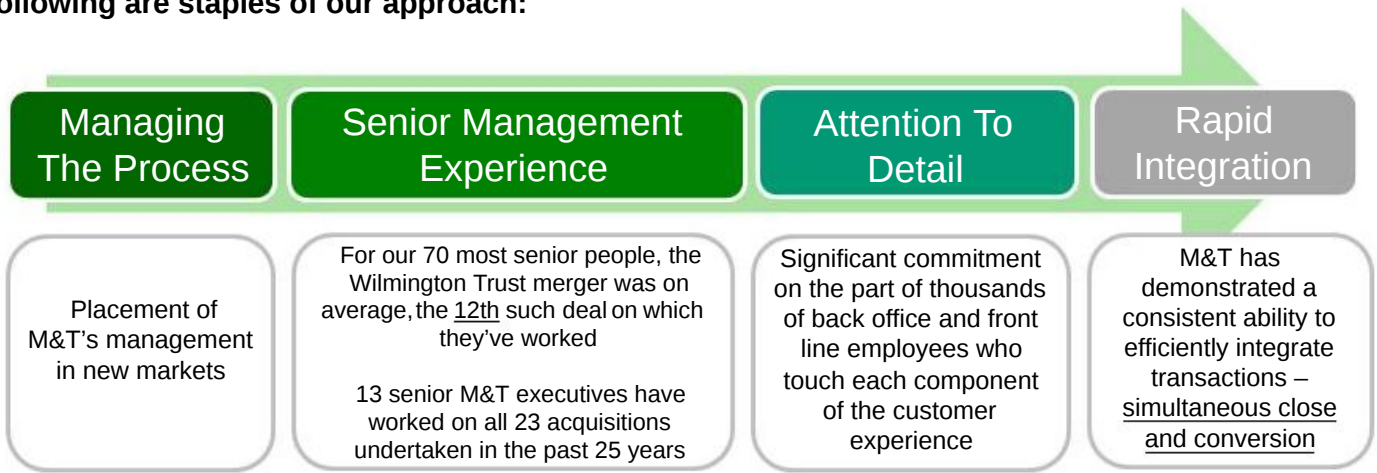 ollowing are staples of our approach:
Managing
The Process
Senior Management
Experience
Attention To
Detail
Rapid
Integration
Placement of
M&T's management
in new markets
For our 70 most senior people, the
Wilmington Trust merger was on
average, the 12th such deal on which
they've worked
13 senior M&T executives have
worked on all 23 acquisitions
undertaken in the past 25 years
Significant commitment
on the part of thousands
of back office and front
line employees who
touch each component
of the customer
experience
M&T has
demonstrated a
consistent ability to
efficiently integrate
transactions –
simultaneous close
and conversion